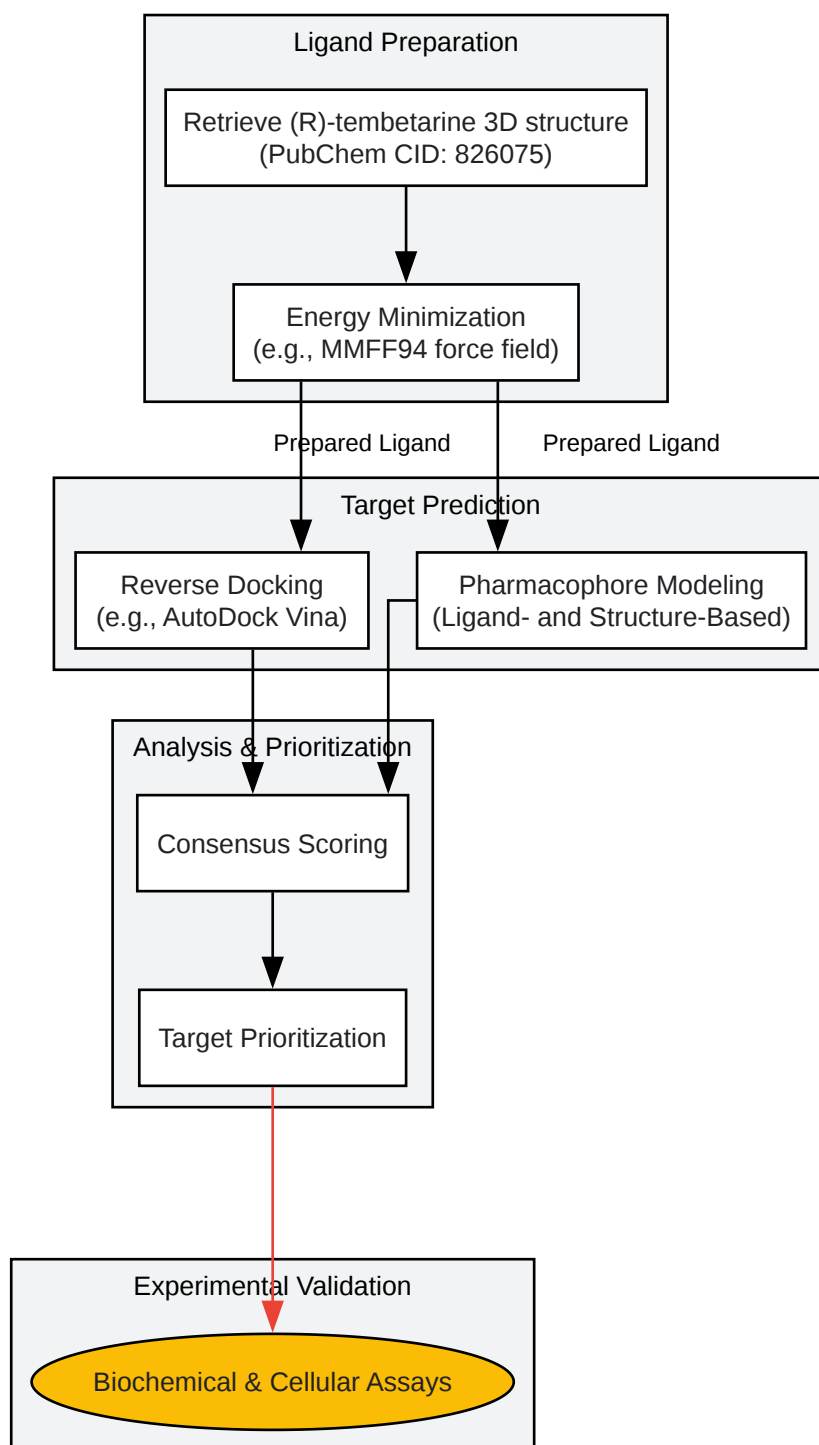 Ligand Preparation
Retrieve (R)-tembetarine 3D structure
(PubChem CID: 826075)
Energy Minimization
(e.g., MMFF94 force field)
Prepared Ligand
Prepared Ligand
Target Prediction
Reverse Docking
(e.g., AutoDock Vina)
Pharmacophore Modeling
(Ligand- and Structure-Based)
Analysis & Prioritization
Consensus Scoring
Target Prioritization
Experimental Validation
Biochemical & Cellular Assays